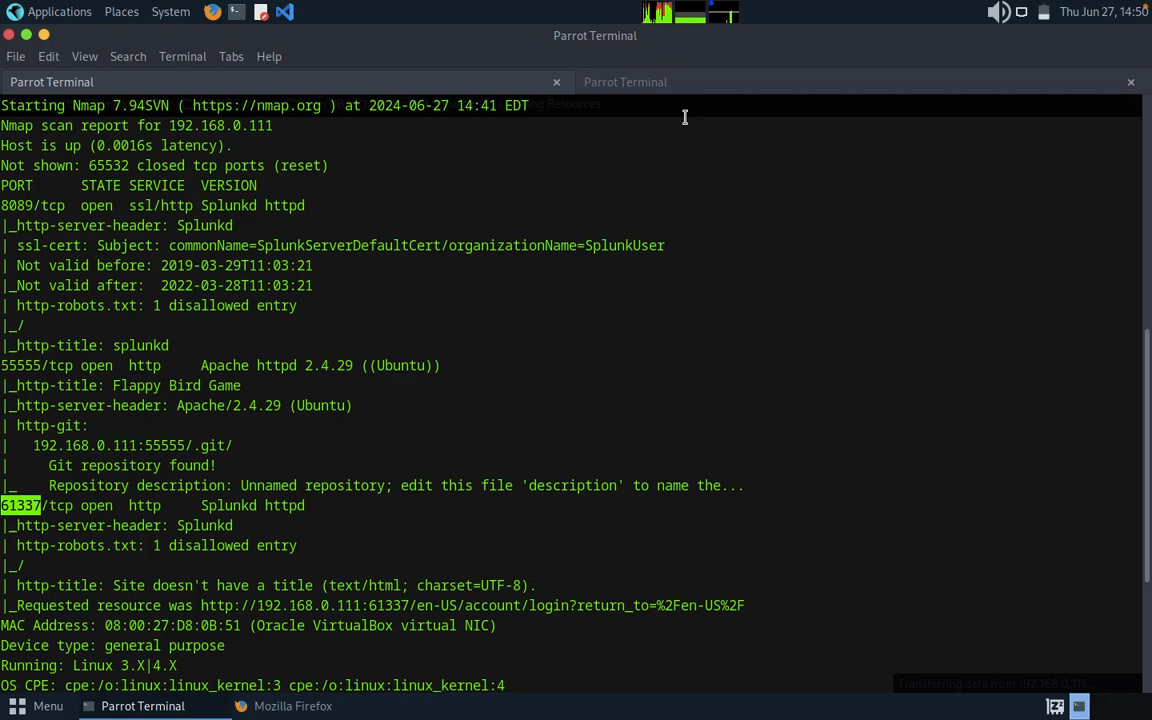 Applications Places System Thu Jun 27, 14:50
Parrot Terminal
File Edit View Search Terminal Tabs Help
Parrot Terminal × Parrot Terminal ×
Starting Nmap 7.94SVN ( https://nmap.org ) at 2024-06-27 14:41 EDT
Nmap scan report for 192.168.0.111
Host is up (0.0016s latency).
Not shown: 65532 closed tcp ports (reset)
PORT      STATE SERVICE  VERSION
8089/tcp  open  ssl/http Splunkd httpd
|_http-server-header: Splunkd
| ssl-cert: Subject: commonName=SplunkServerDefaultCert/organizationName=SplunkUser
| Not valid before: 2019-03-29T11:03:21
|_Not valid after:  2022-03-28T11:03:21
| http-robots.txt: 1 disallowed entry
|_/
|_http-title: splunkd
55555/tcp open  http     Apache httpd 2.4.29 ((Ubuntu))
|_http-title: Flappy Bird Game
|_http-server-header: Apache/2.4.29 (Ubuntu)
| http-git:
|   192.168.0.111:55555/.git/
|     Git repository found!
|_    Repository description: Unnamed repository; edit this file 'description' to name the...
61337/tcp open  http     Splunkd httpd
|_http-server-header: Splunkd
| http-robots.txt: 1 disallowed entry
|_/
| http-title: Site doesn't have a title (text/html; charset=UTF-8).
|_Requested resource was http://192.168.0.111:61337/en-US/account/login?return_to=%2Fen-US%2F
MAC Address: 08:00:27:D8:0B:51 (Oracle VirtualBox virtual NIC)
Device type: general purpose
Running: Linux 3.X|4.X
OS CPE: cpe:/o:linux:linux_kernel:3 cpe:/o:linux:linux_kernel:4
Transferring data from 192.168.0.111...
Menu Parrot Terminal Mozilla Firefox